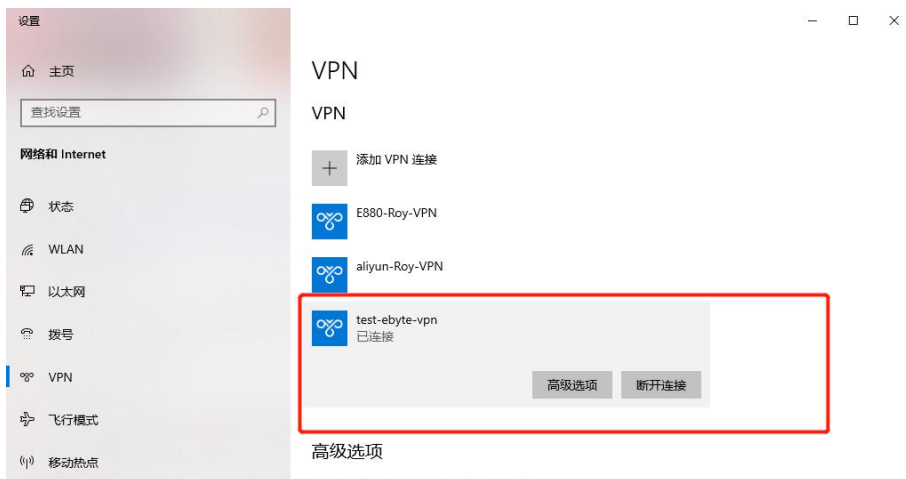 设置
主页
查找设置
网络和 Internet
状态
WLAN
以太网
拨号
VPN
飞行模式
移动热点
VPN
VPN
添加 VPN 连接
E880-Roy-VPN
aliyun-Roy-VPN
test-ebyte-vpn
已连接
高级选项
断开连接
高级选项